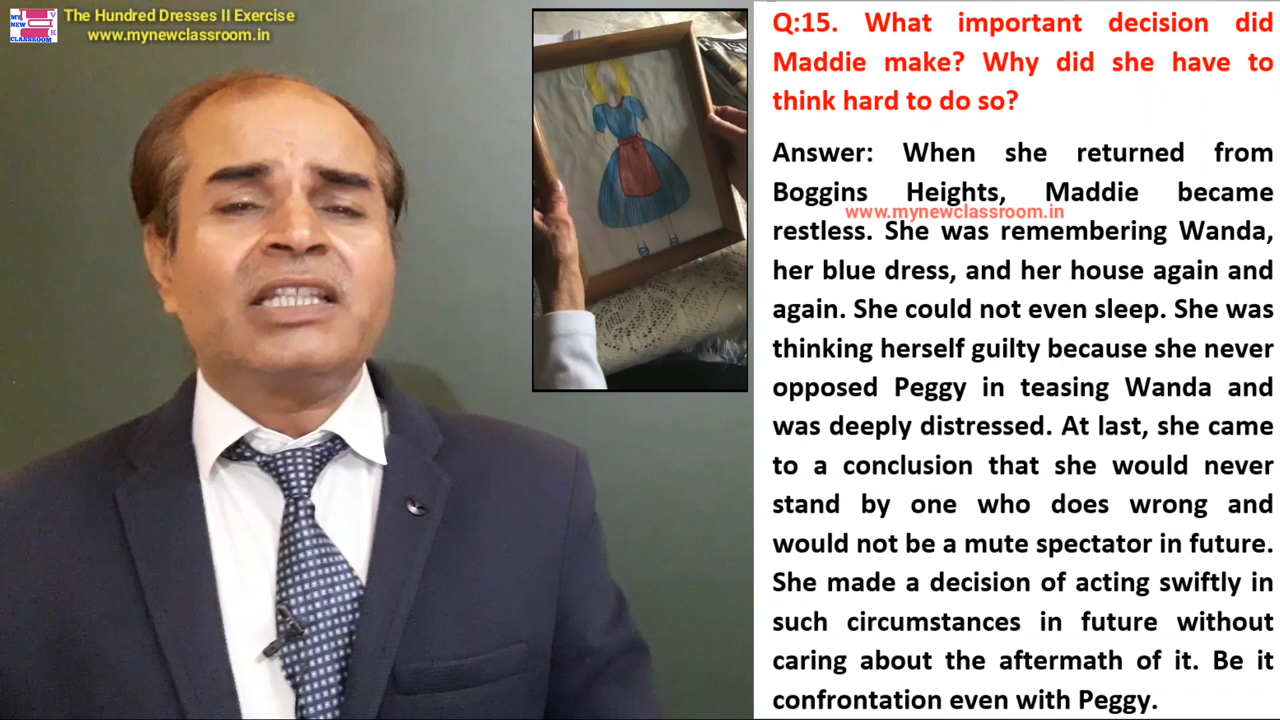 The Hundred Dresses II Exercise
www.mynewclassroom.in
MY
NEW
CLASSROOM
V
K
Q:15. What important decision did
Maddie make? Why did she have to
think hard to do so?
Answer: When she returned from
Boggins Heights, Maddie became
www.mynewclassroom.in
restless. She was remembering Wanda,
her blue dress, and her house again and
again. She could not even sleep. She was
thinking herself guilty because she never
opposed Peggy in teasing Wanda and
was deeply distressed. At last, she came
to a conclusion that she would never
stand by one who does wrong and
would not be a mute spectator in future.
She made a decision of acting swiftly in
such circumstances in future without
caring about the aftermath of it. Be it
confrontation even with Peggy.